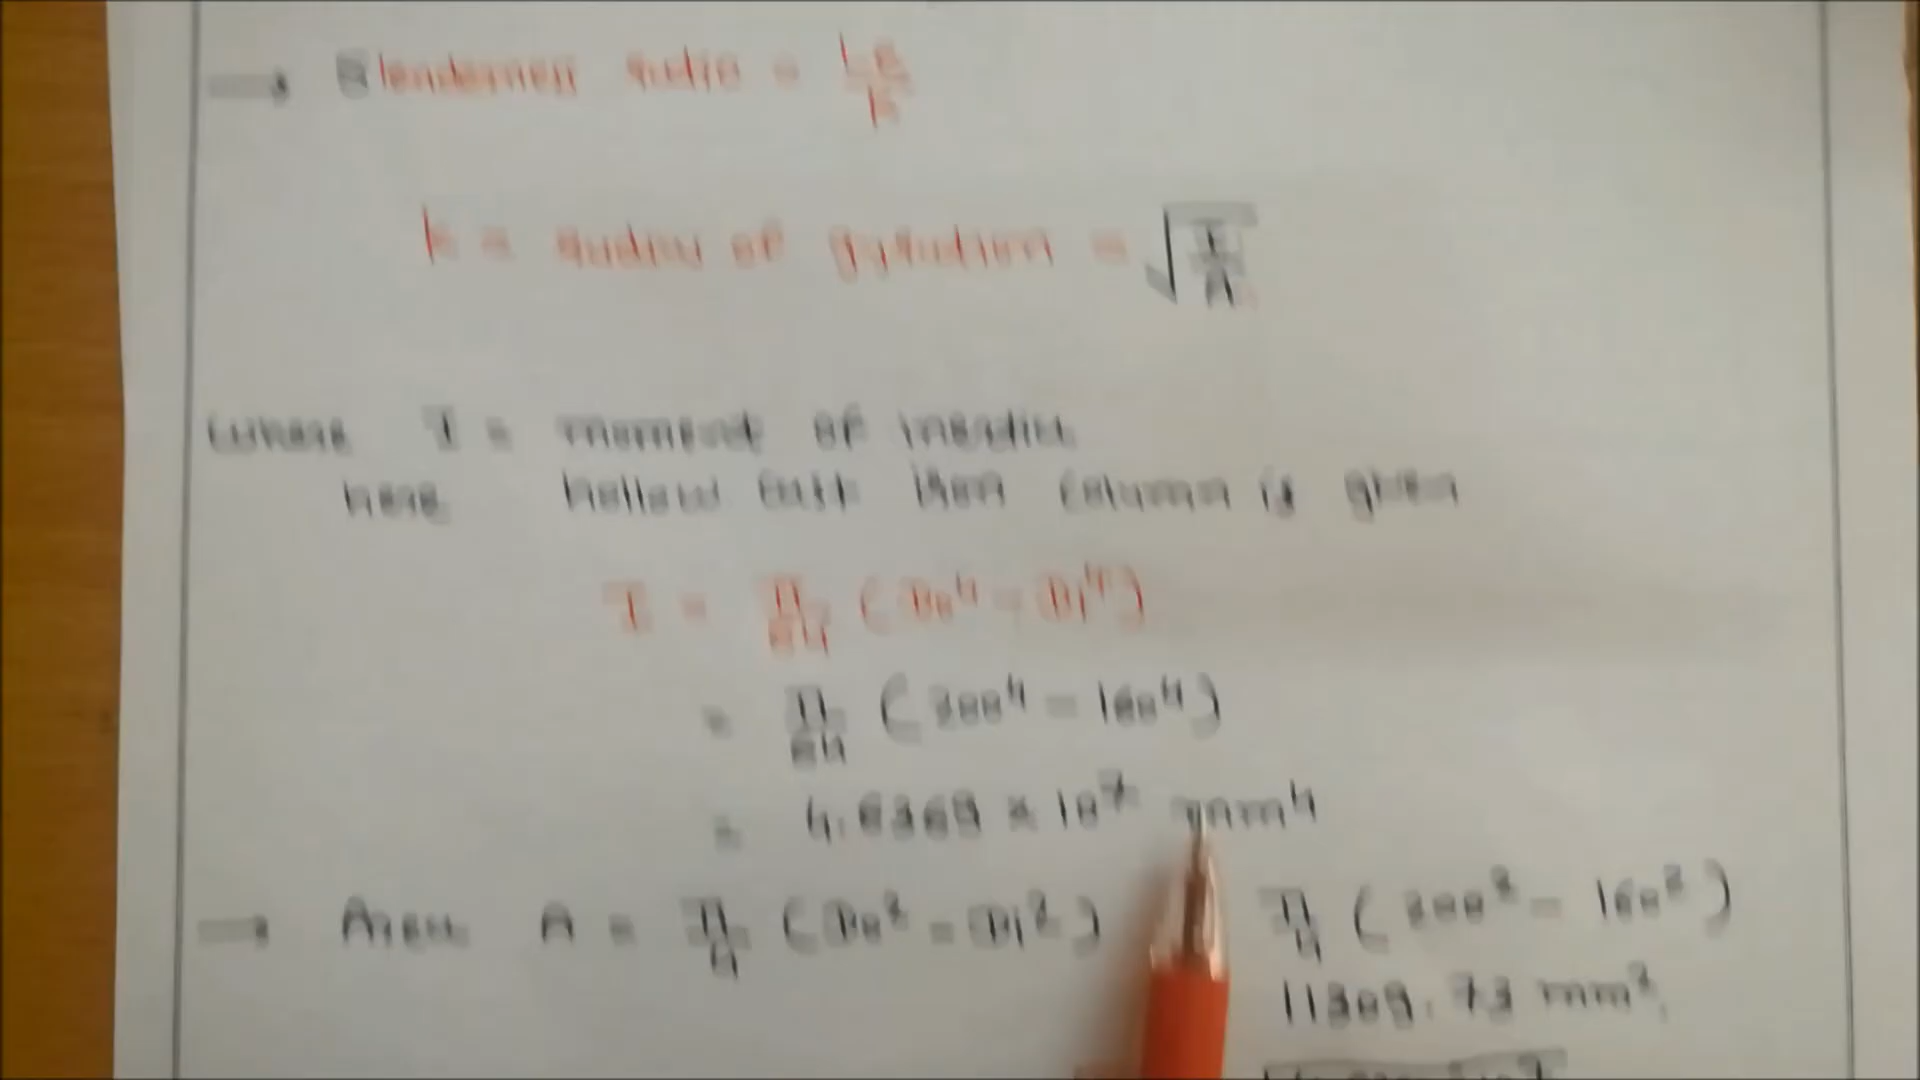 → Slenderness ratio = Le/k
k = radius of gyration = √(I/A)
Where I = moment of inertia
here hollow cast iron column is given
I = π/64 (Do⁴ - Di⁴)
= π/64 (200⁴ - 160⁴)
= 4.6369 × 10⁷ mm⁴
→ Area A = π/4 (Do² - Di²) π/4 (200² - 160²)
11309.73 mm²